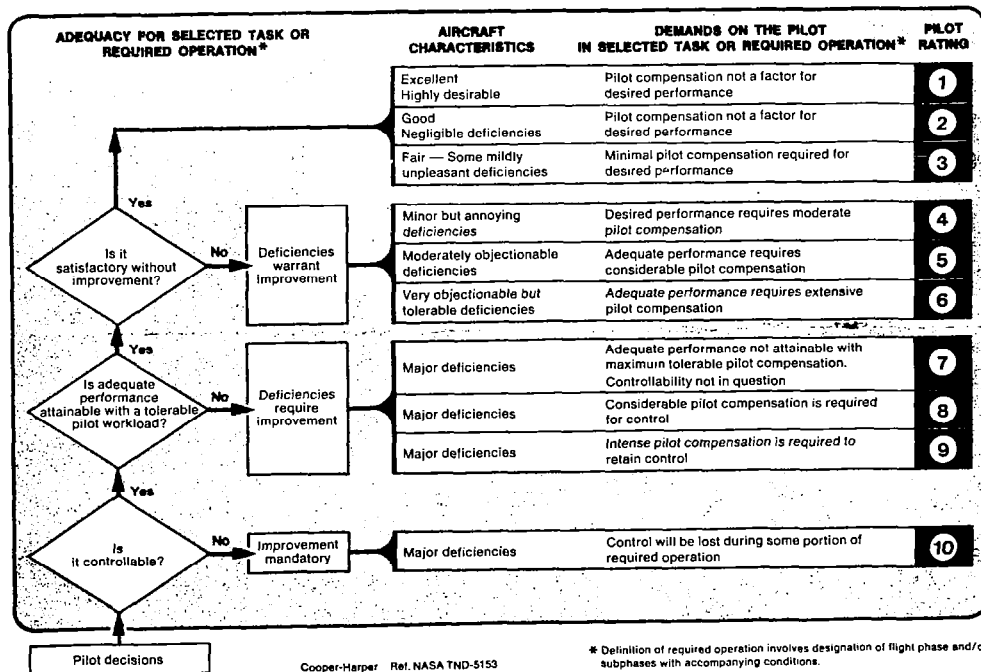 ADEQUACY FOR SELECTED TASK OR
REQUIRED OPERATION*
AIRCRAFT
CHARACTERISTICS
DEMANDS ON THE PILOT
IN SELECTED TASK OR REQUIRED OPERATION*
PILOT
RATING
Excellent
Highly desirable
Pilot compensation not a factor for
desired performance
1
Good
Negligible deficiencies
Pilot compensation not a factor for
desired performance
2
Fair — Some mildly
unpleasant deficiencies
Minimal pilot compensation required for
desired performance
3
Yes
Is it
satisfactory without
improvement?
No
Deficiencies
warrant
Improvement
Minor but annoying
deficiencies
Desired performance requires moderate
pilot compensation
4
Moderately objectionable
deficiencies
Adequate performance requires
considerable pilot compensation
5
Very objectionable but
tolerable deficiencies
Adequate performance requires extensive
pilot compensation
6
Yes
Is adequate
performance
attainable with a tolerable
pilot workload?
No
Deficiencies
require
improvement
Major deficiencies
Adequate performance not attainable with
maximum tolerable pilot compensation.
Controllability not in question
7
Major deficiencies
Considerable pilot compensation is required
for control
8
Major deficiencies
Intense pilot compensation is required to
retain control
9
Yes
Is
it controllable?
No
Improvement
mandatory
Major deficiencies
Control will be lost during some portion of
required operation
10
Pilot decisions
Cooper-Harper Ref. NASA TND-5153
* Definition of required operation involves designation of flight phase and/o
subphases with accompanying conditions.